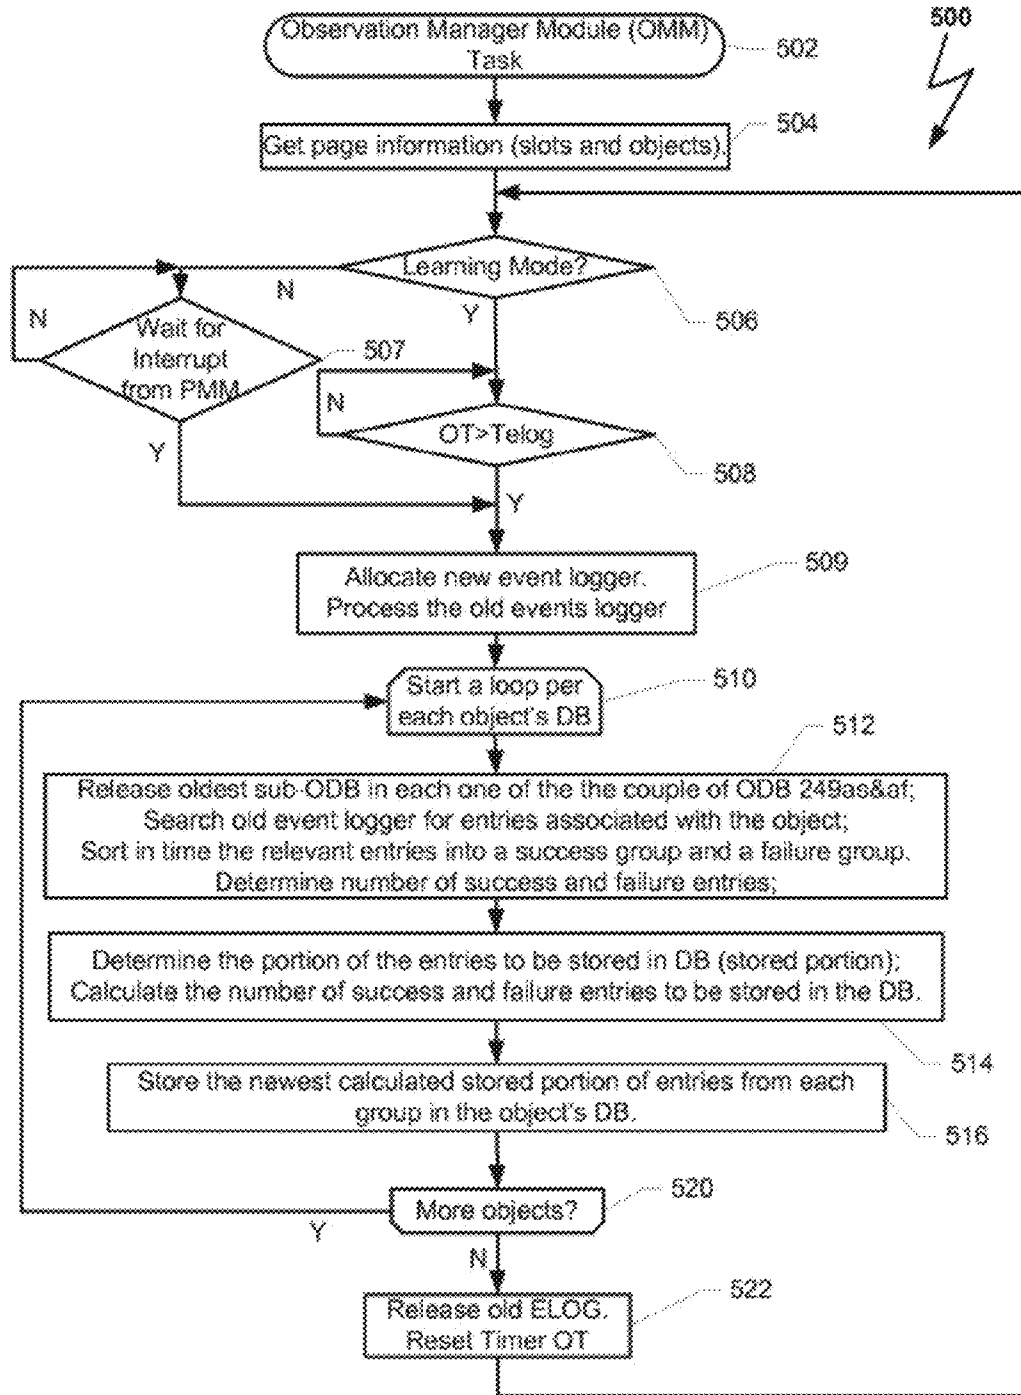 500
Observation Manager Module (OMM)
Task
502
504
Get page information (slots and objects).
Learning Mode?
N
Y
506
N
Wait for
Interrupt
from PMM
507
Y
N
OT>Telog
508
Y
509
Allocate new event logger.
Process the old events logger
Start a loop per
each object's DB
510
512
Release oldest sub-ODB in each one of the the couple of ODB 249as&af;
Search old event logger for entries associated with the object;
Sort in time the relevant entries into a success group and a failure group.
Determine number of success and failure entries;
Determine the portion of the entries to be stored in DB (stored portion);
Calculate the number of success and failure entries to be stored in the DB.
514
Store the newest calculated stored portion of entries from each
group in the object's DB.
516
More objects?
520
Y
N
522
Release old ELOG.
Reset Timer OT